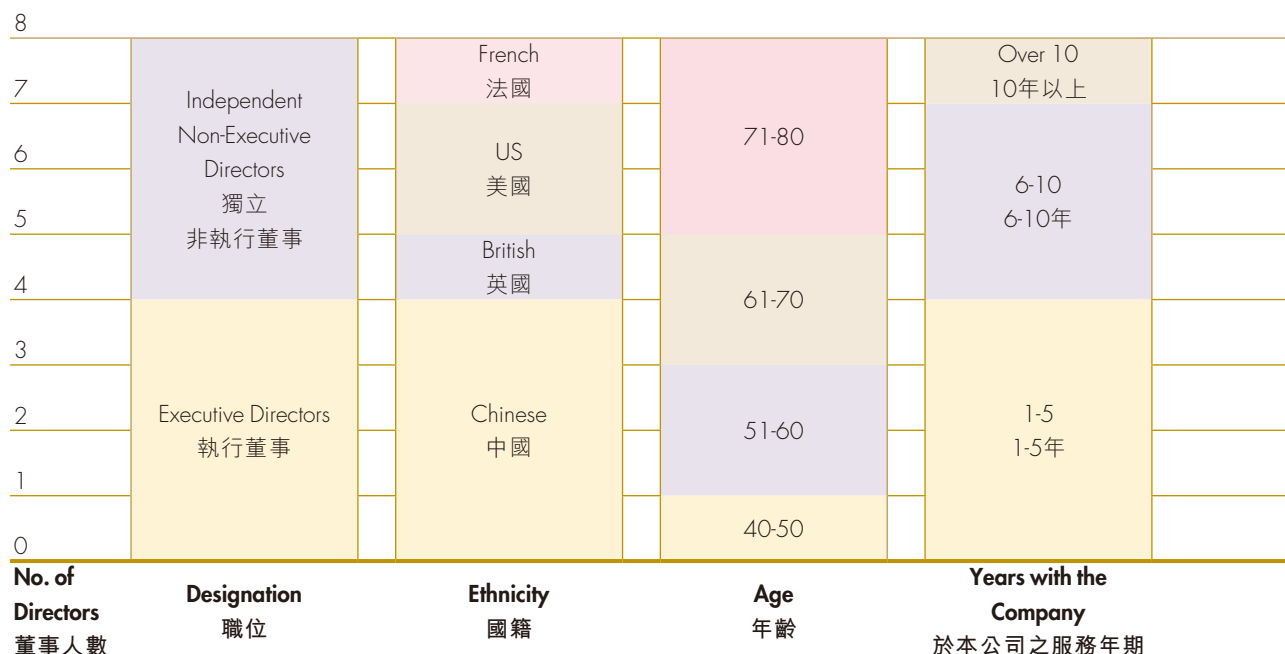 8
7
6
5
4
3
2
1
0
No. of
Directors
董事人數
Independent
Non-Executive
Directors
獨立
非執行董事
Executive Directors
執行董事
Designation
職位
French
法國
US
美國
British
英國
Chinese
中國
Ethnicity
國籍
71-80
61-70
51-60
40-50
Age
年齡
Over 10
10年以上
6-10
6-10年
1-5
1-5年
Years with the
Company
於本公司之服務年期